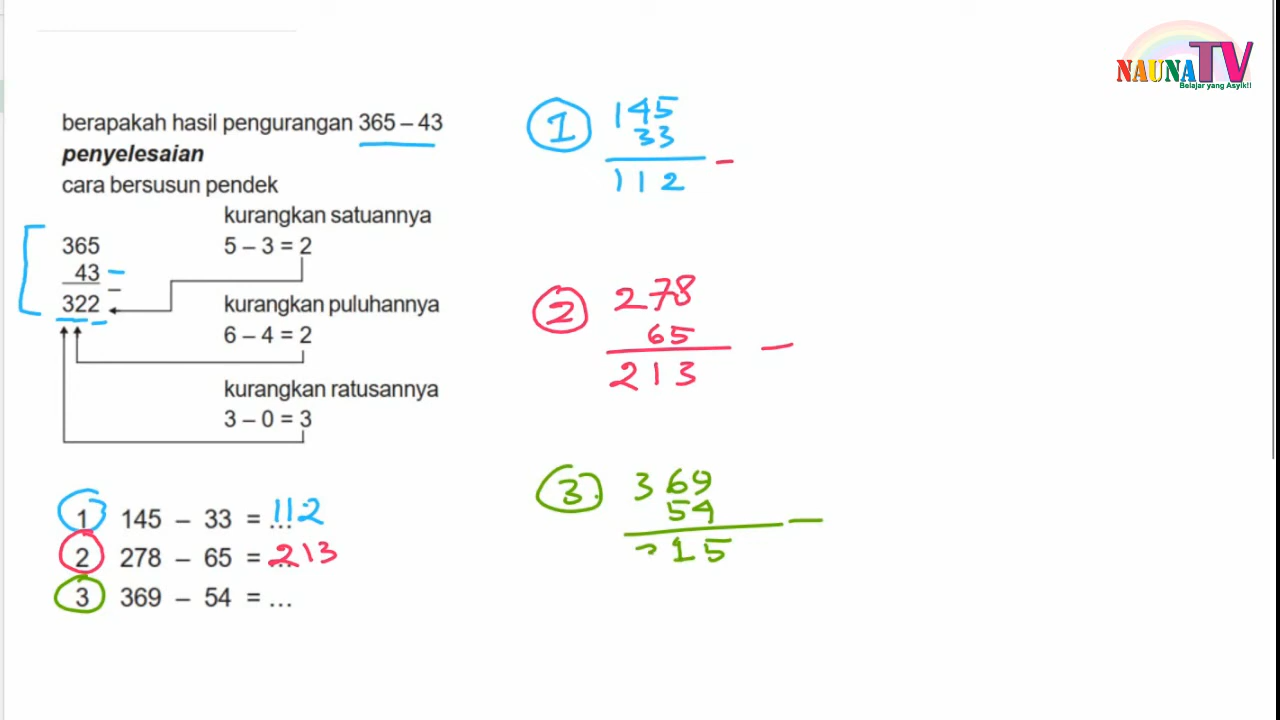 NAUNA TV
Belajar yang Asyik!!
berapakah hasil pengurangan 365 – 43
penyelesaian
cara bersusun pendek
kurangkan satuannya
365
5 – 3 = 2
43 –
322
kurangkan puluhannya
6 – 4 = 2
kurangkan ratusannya
3 – 0 = 3
1 145 – 33 = ... 112
2 278 – 65 = ... 213
3 369 – 54 = ...
1 145
33
–
112
2 278
65
–
213
3. 369
54
–
15